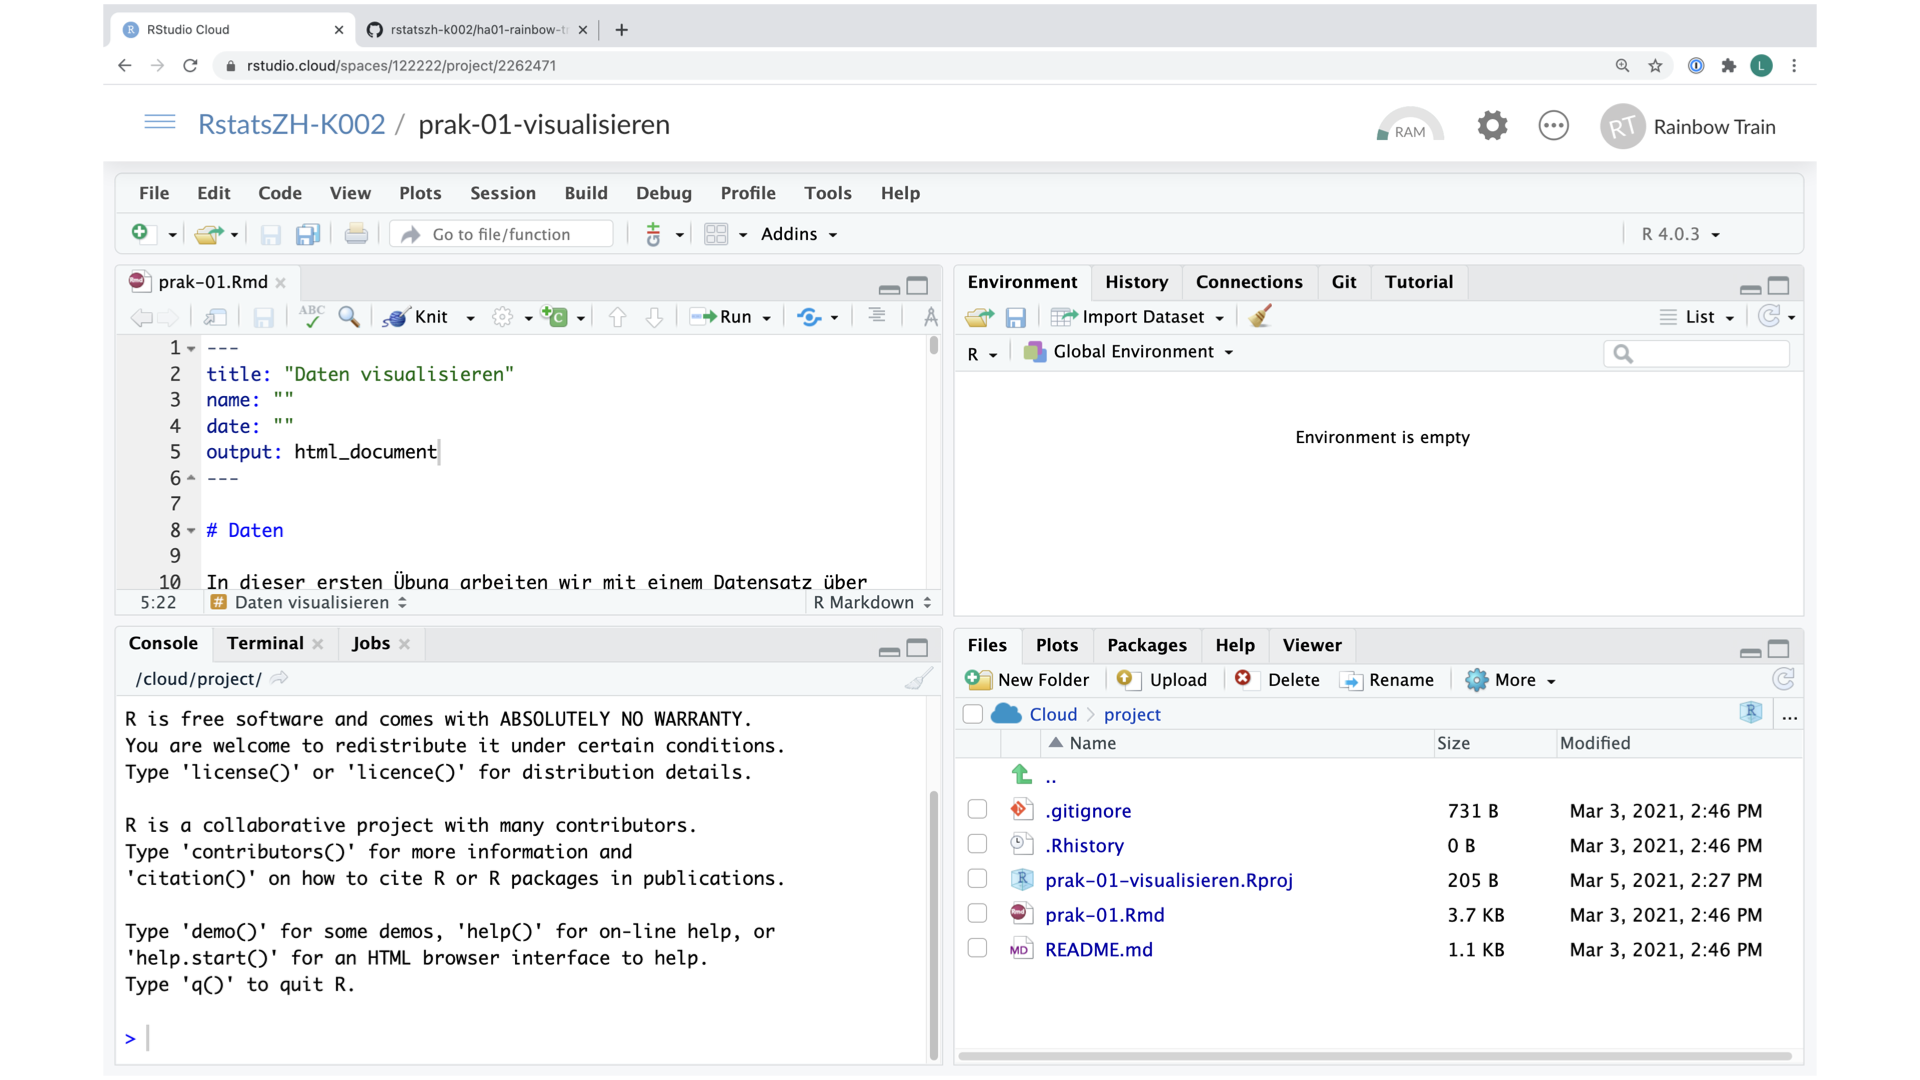 RStudio Cloud
rstatszh-k002/ha01-rainbow-tr
rstudio.cloud/spaces/122222/project/2262471
L
RstatsZH-K002 / prak-01-visualisieren
RAM
RT
Rainbow Train
File Edit Code View Plots Session Build Debug Profile Tools Help
Go to file/function
Addins
R 4.0.3
prak-01.Rmd
ABC
Knit
Run
1 ---
2 title: "Daten visualisieren"
3 name: ""
4 date: ""
5 output: html_document
6 ---
7
8 # Daten
9
10 In dieser ersten Übung arbeiten wir mit einem Datensatz über
5:22
# Daten visualisieren
R Markdown
Environment History Connections Git Tutorial
Import Dataset
List
R
Global Environment
Environment is empty
Console Terminal Jobs
/cloud/project/
R is free software and comes with ABSOLUTELY NO WARRANTY.
You are welcome to redistribute it under certain conditions.
Type 'license()' or 'licence()' for distribution details.
R is a collaborative project with many contributors.
Type 'contributors()' for more information and
'citation()' on how to cite R or R packages in publications.
Type 'demo()' for some demos, 'help()' for on-line help, or
'help.start()' for an HTML browser interface to help.
Type 'q()' to quit R.
>
Files Plots Packages Help Viewer
New Folder Upload Delete Rename More
Cloud project
...
Name Size Modified
..
.gitignore 731 B Mar 3, 2021, 2:46 PM
.Rhistory 0 B Mar 3, 2021, 2:46 PM
prak-01-visualisieren.Rproj 205 B Mar 5, 2021, 2:27 PM
prak-01.Rmd 3.7 KB Mar 3, 2021, 2:46 PM
MD README.md 1.1 KB Mar 3, 2021, 2:46 PM